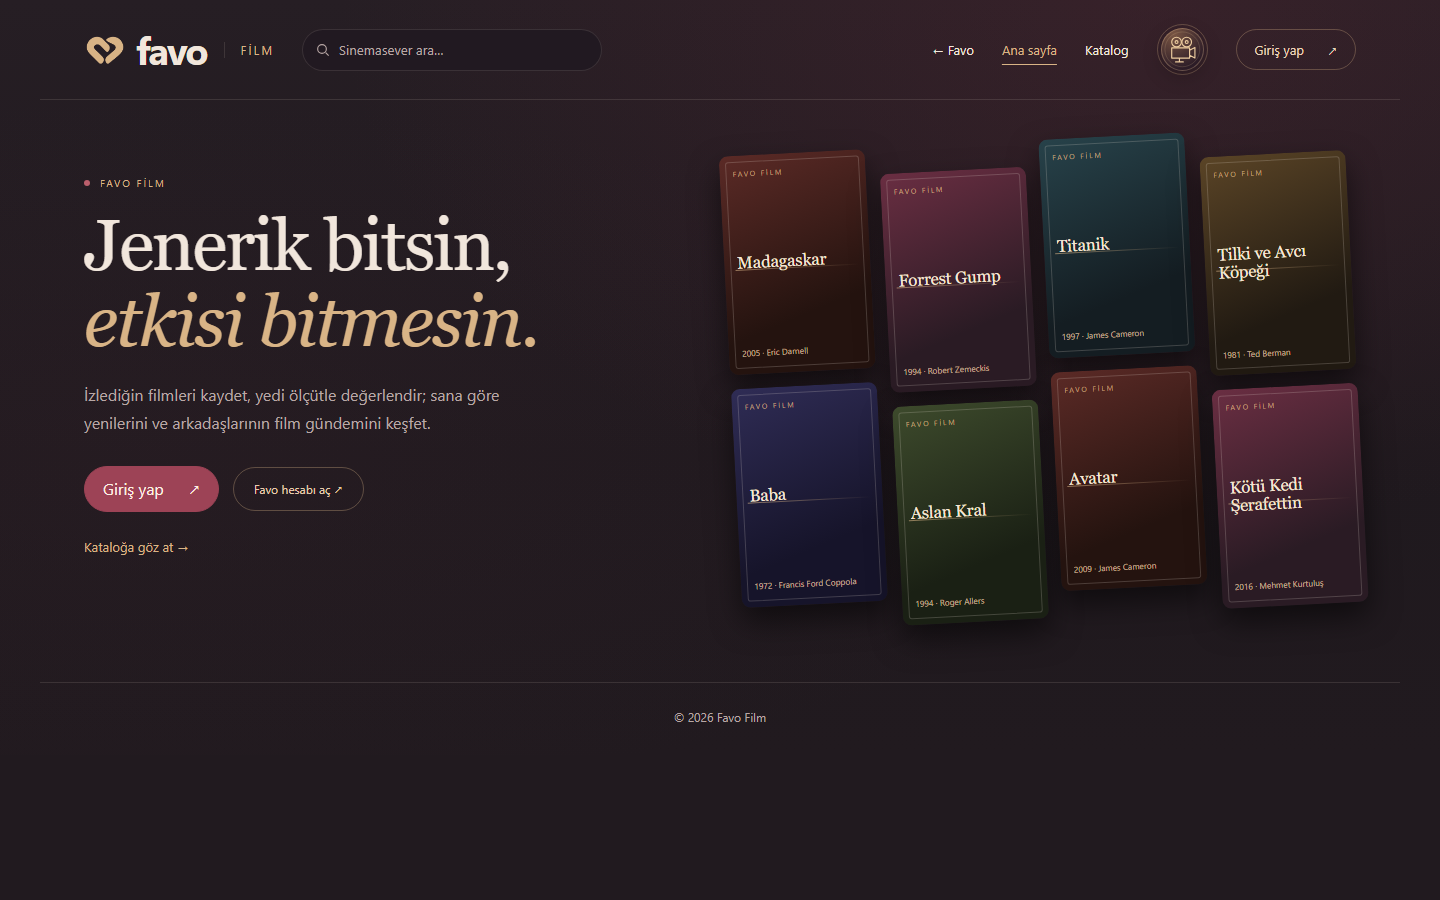 favo
FİLM
Sinemasever ara...
← Favo
Ana sayfa
Katalog
Giriş yap ↗
FAVO FİLM
Jenerik bitsin,
etkisi bitmesin.
İzlediğin filmleri kaydet, yedi ölçütle değerlendir; sana göre
yenilerini ve arkadaşlarının film gündemini keşfet.
Giriş yap ↗
Favo hesabı aç ↗
Kataloğa göz at →
FAVO FİLM
Madagaskar
2005 · Eric Darnell
FAVO FİLM
Forrest Gump
1994 · Robert Zemeckis
FAVO FİLM
Titanik
1997 · James Cameron
FAVO FİLM
Tilki ve Avcı
Köpeği
1981 · Ted Berman
FAVO FİLM
Baba
1972 · Francis Ford Coppola
FAVO FİLM
Aslan Kral
1994 · Roger Allers
FAVO FİLM
Avatar
2009 · James Cameron
FAVO FİLM
Kötü Kedi
Şerafettin
2016 · Mehmet Kurtuluş
© 2026 Favo Film